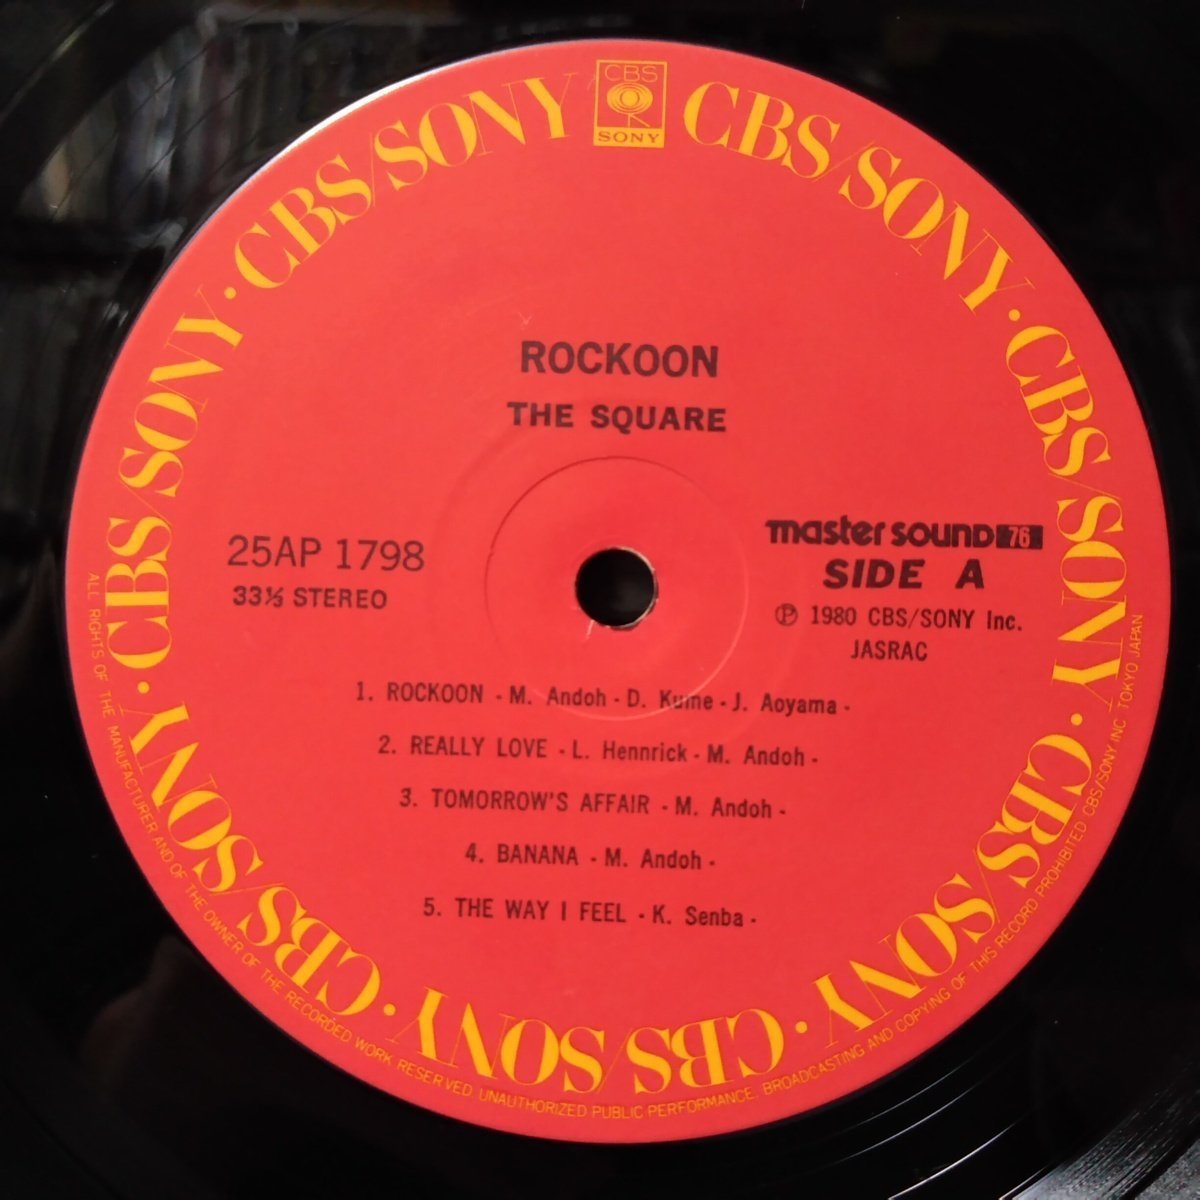 CBS
SONY
CBS/SONY · CBS/SONY · CBS/SONY · CBS/SONY · CBS/SONY · CBS/SONY · CBS/SONY · CBS/SONY
ROCKOON
THE SQUARE
25AP 1798
33⅓ STEREO
master sound 76
SIDE A
Ⓟ 1980 CBS/SONY Inc.
JASRAC
1. ROCKOON - M. Andoh - D. Kume - J. Aoyama -
2. REALLY LOVE - L. Hennrick - M. Andoh -
3. TOMORROW'S AFFAIR - M. Andoh -
4. BANANA - M. Andoh -
5. THE WAY I FEEL - K. Senba -
ALL RIGHTS OF THE MANUFACTURER AND OF THE OWNER OF THE RECORDED WORK RESERVED. UNAUTHORIZED PUBLIC PERFORMANCE, BROADCASTING AND COPYING OF THIS RECORD PROHIBITED CBS/SONY INC TOKYO JAPAN